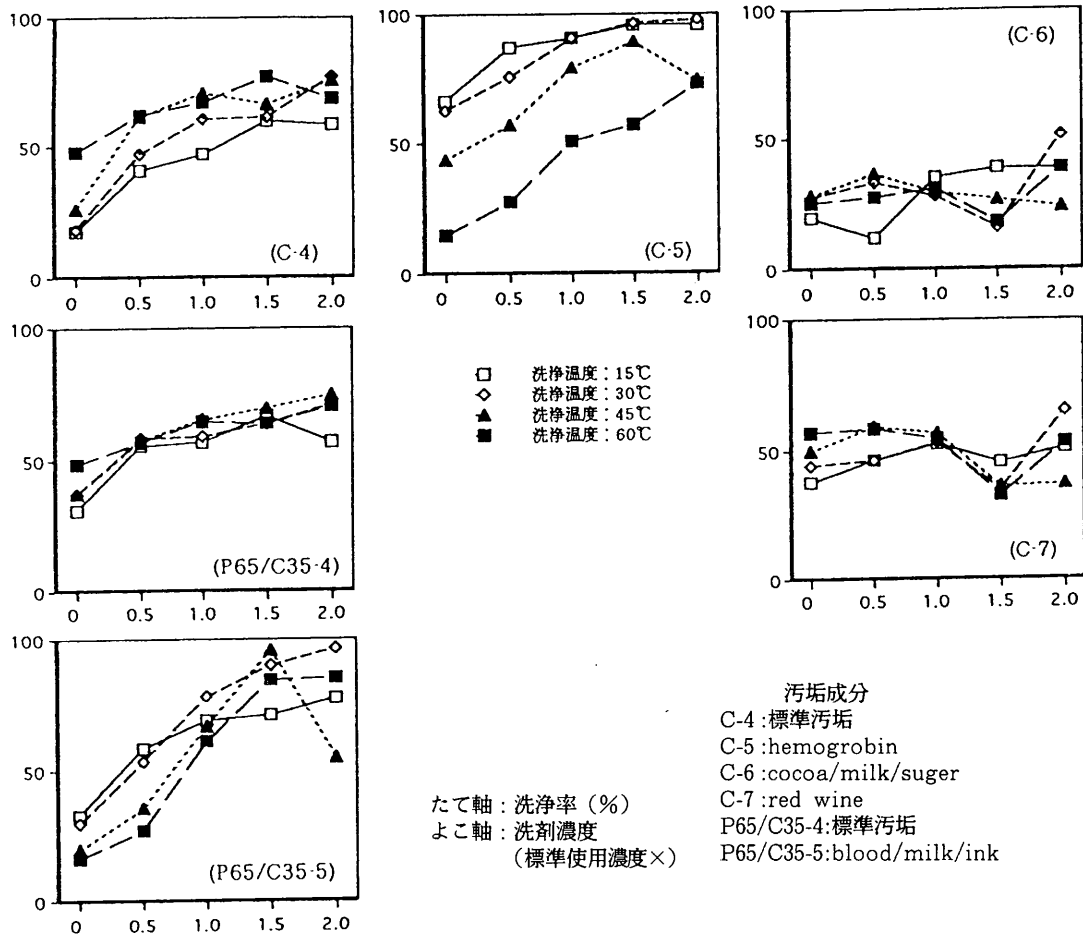 100
50
0
0 0.5 1.0 1.5 2.0
(C-4)
100
50
0
0 0.5 1.0 1.5 2.0
(C-5)
100
50
0
0 0.5 1.0 1.5 2.0
(C-6)
100
50
0
0 0.5 1.0 1.5 2.0
(P65/C35-4)
洗浄温度：15℃
洗浄温度：30℃
洗浄温度：45℃
洗浄温度：60℃
100
50
0
0 0.5 1.0 1.5 2.0
(C-7)
100
50
0
0 0.5 1.0 1.5 2.0
(P65/C35-5)
たて軸：洗浄率（%）
よこ軸：洗剤濃度
（標準使用濃度×）
汚垢成分
C-4:標準汚垢
C-5:hemogrobin
C-6:cocoa/milk/suger
C-7:red wine
P65/C35-4:標準汚垢
P65/C35-5:blood/milk/ink